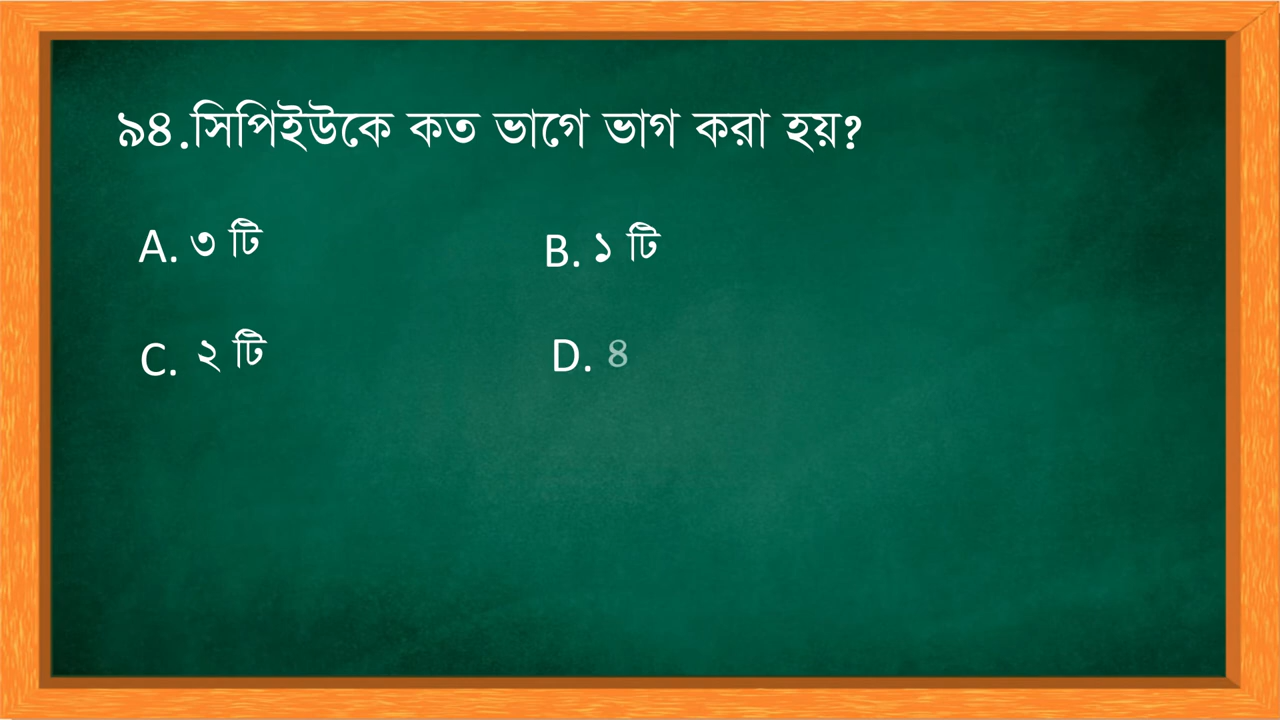 ৯৪.সিপিইউকে কত ভাগে ভাগ করা হয়?
A. ৩ টি
B. ১ টি
C. ২ টি
D. ৪